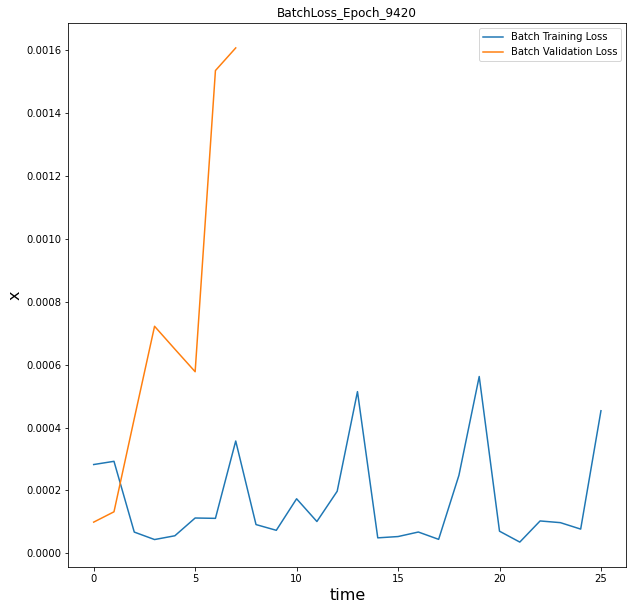 BatchLoss_Epoch_9420
Batch Training Loss
Batch Validation Loss
0.0016
0.0014
0.0012
0.0010
0.0008
0.0006
0.0004
0.0002
0.0000
x
0 5 10 15 20 25
time